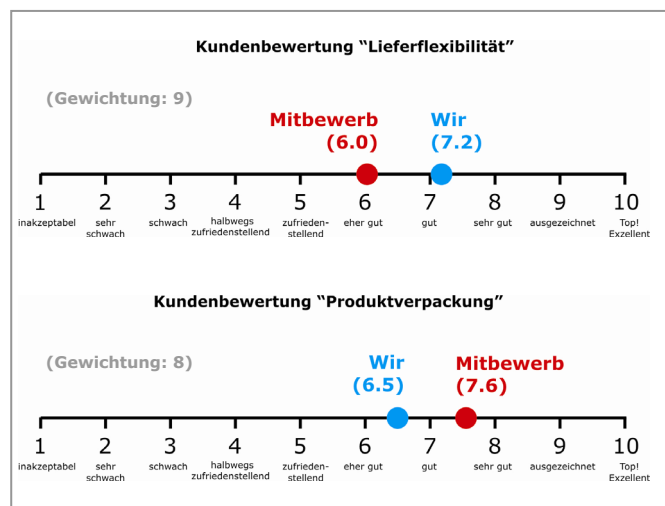 Kundenbewertung “Lieferflexibilität”
(Gewichtung: 9)
Mitbewerb Wir
(6.0) (7.2)
1 2 3 4 5 6 7 8 9 10
inakzeptabel sehr schwach halbwegs zufrieden- eher gut gut sehr gut ausgezeichnet Top!
schwach zufriedenstellend stellend Exzellent
Kundenbewertung “Produktverpackung”
(Gewichtung: 8)
Wir Mitbewerb
(6.5) (7.6)
1 2 3 4 5 6 7 8 9 10
inakzeptabel sehr schwach halbwegs zufrieden- eher gut gut sehr gut ausgezeichnet Top!
schwach zufriedenstellend stellend Exzellent